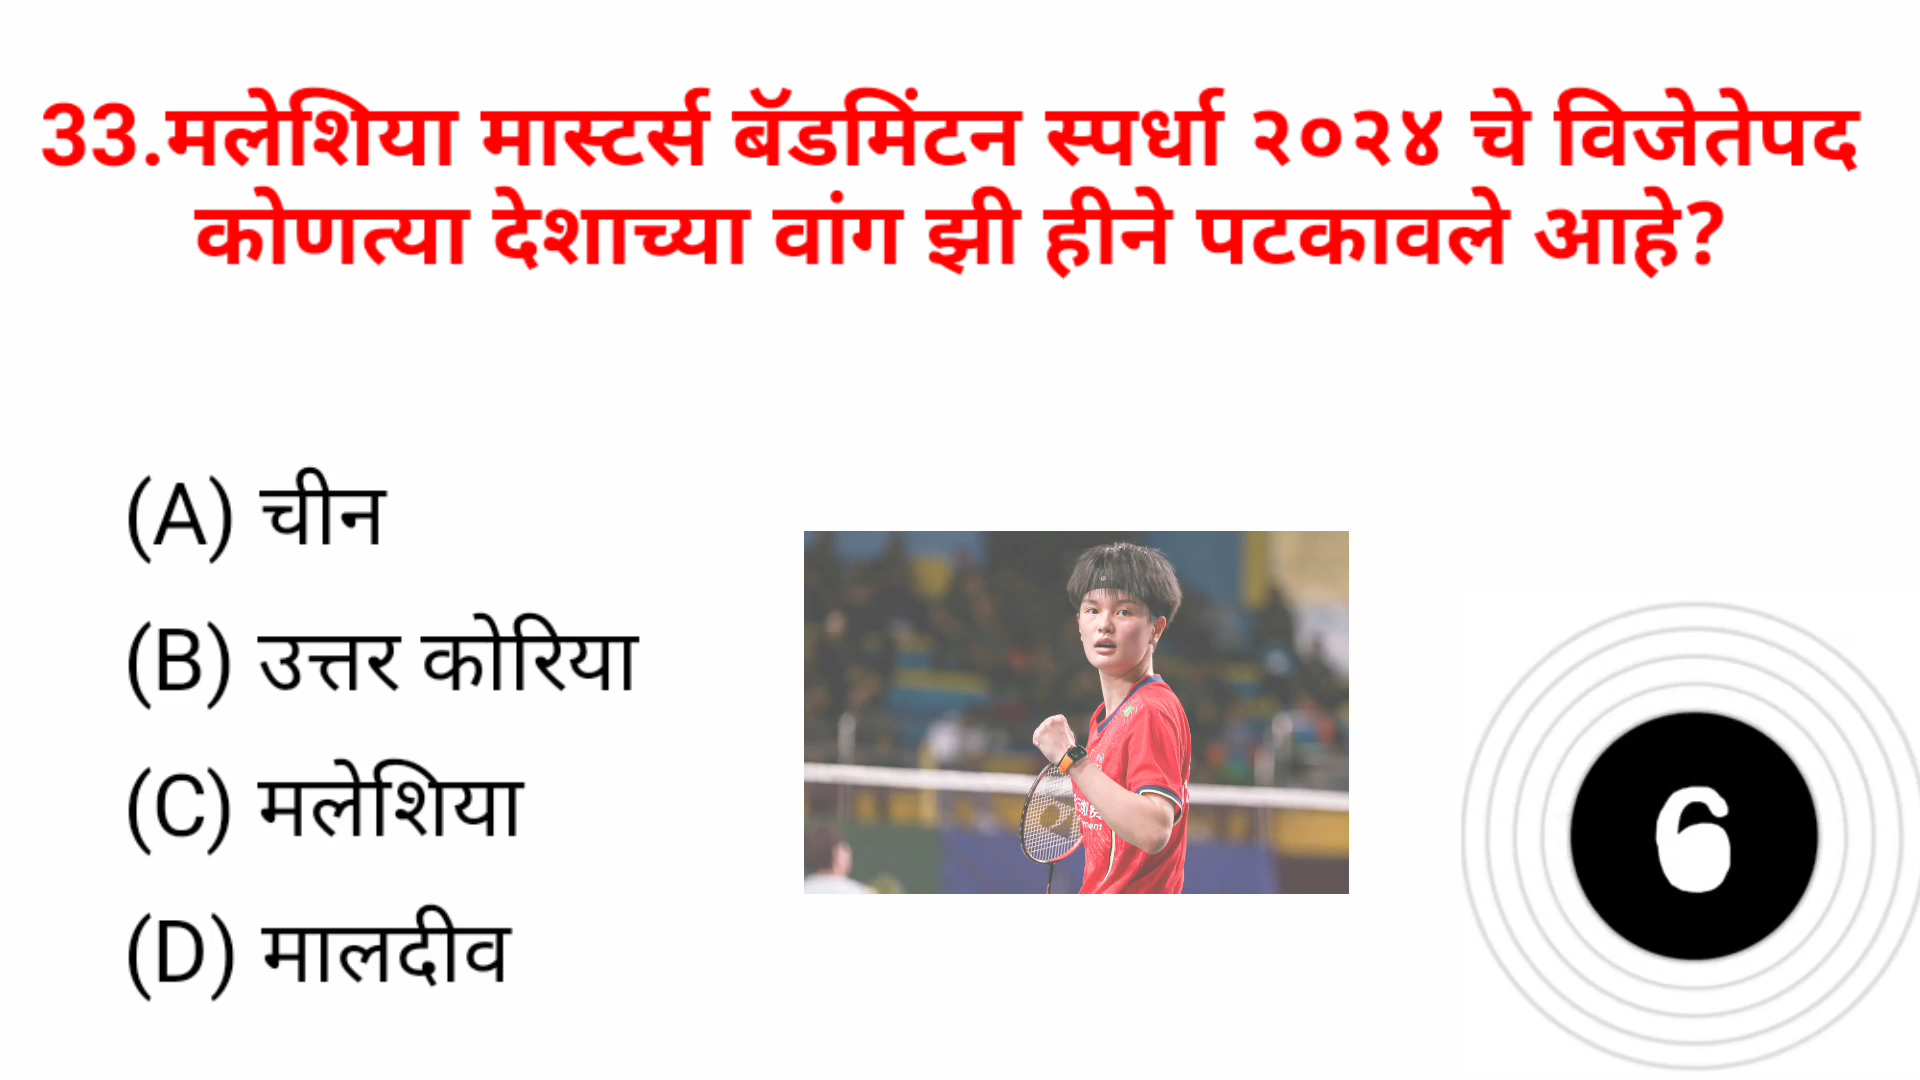 33.मलेशिया मास्टर्स बॅडमिंटन स्पर्धा २०२४ चे विजेतेपद
कोणत्या देशाच्या वांग झी हीने पटकावले आहे?
(A) चीन
(B) उत्तर कोरिया
(C) मलेशिया
(D) मालदीव
6